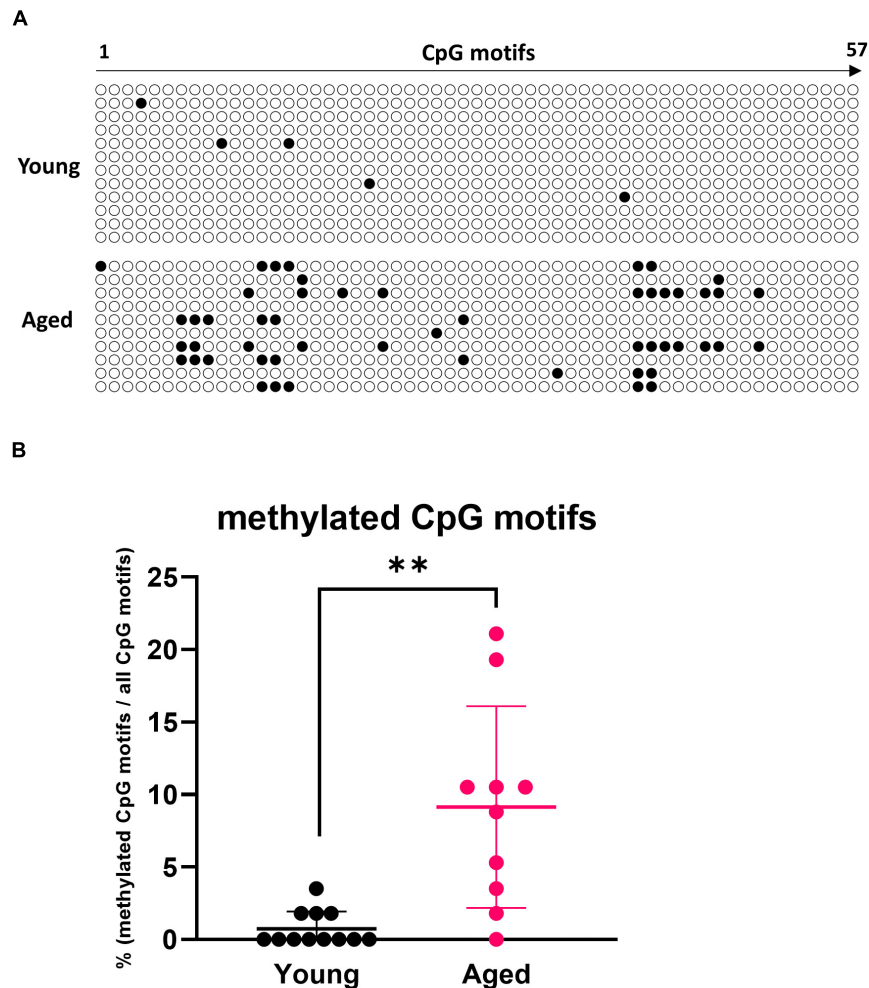 A
1 CpG motifs 57
Young
Aged
B
methylated CpG motifs
% (methylated CpG motifs / all CpG motifs)
**
25
20
15
10
5
0
Young Aged